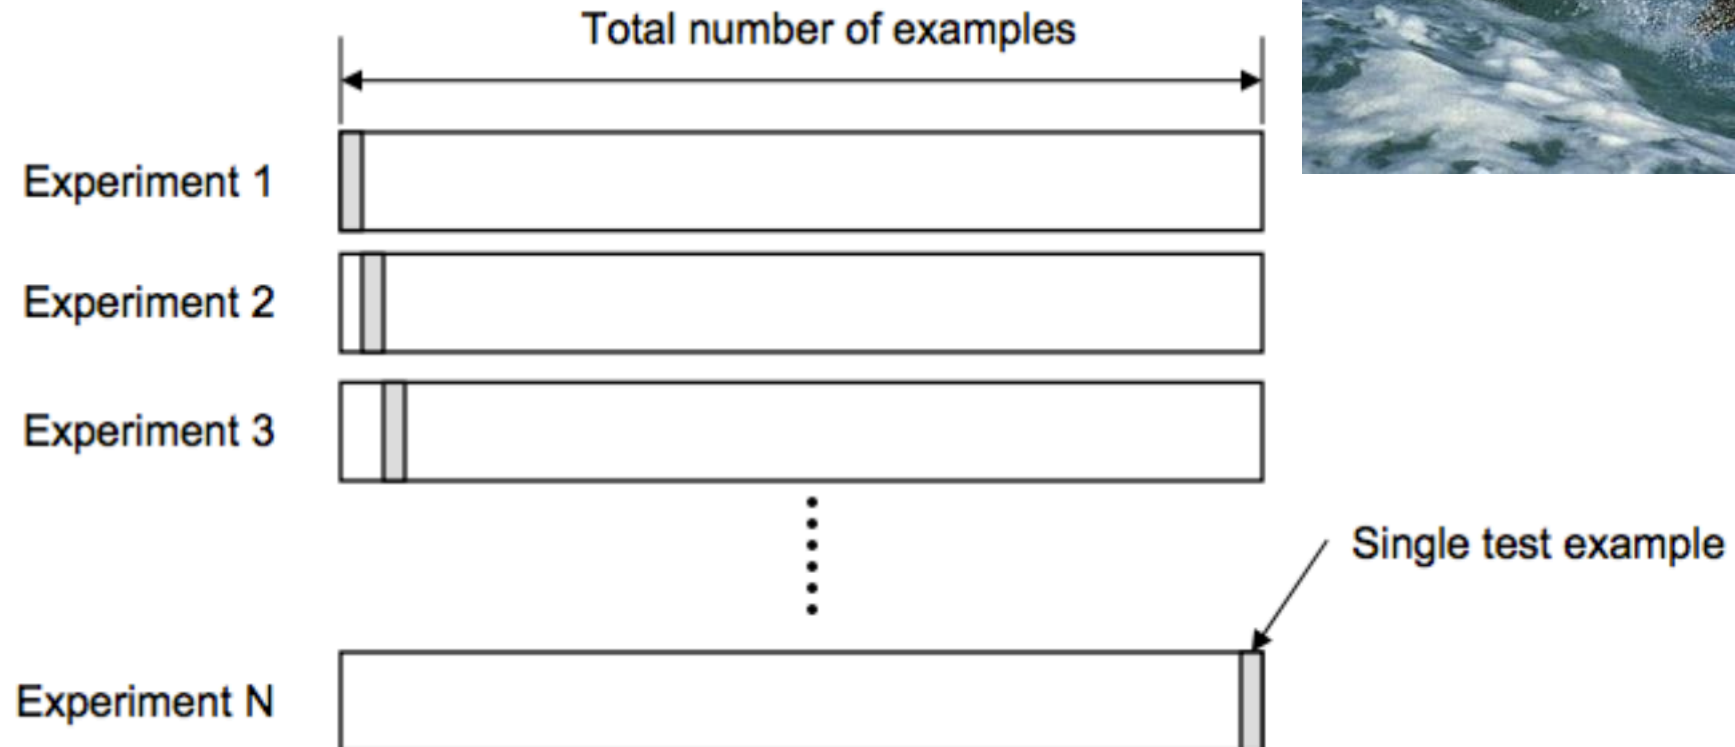 Total number of examples
Experiment 1
Experiment 2
Experiment 3
Single test example
Experiment N